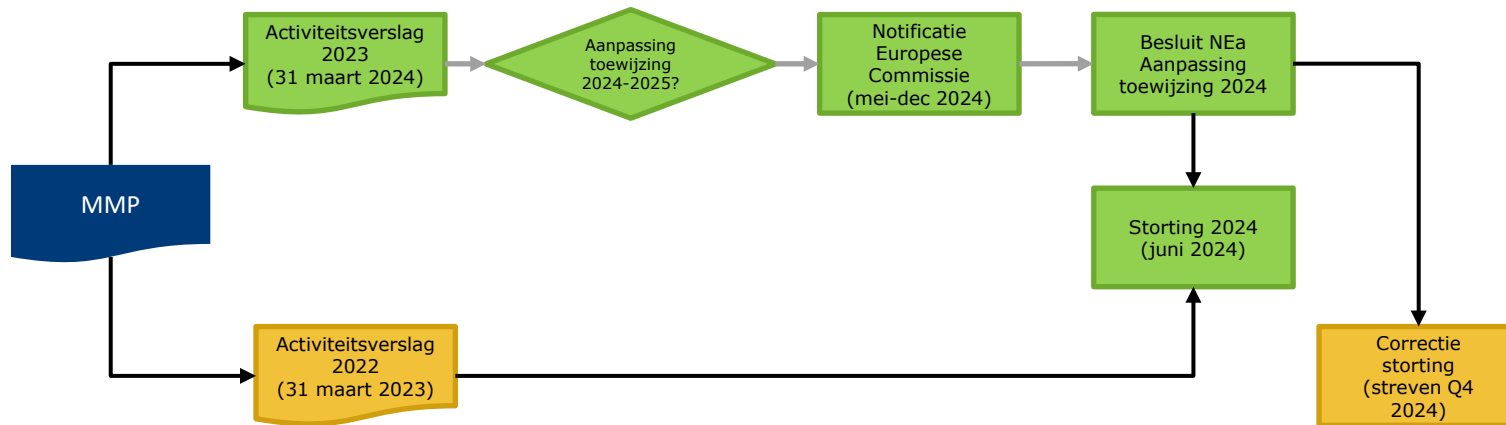 Activiteitsverslag
2023
(31 maart 2024)
Aanpassing
toewijzing
2024-2025?
Notificatie
Europese
Commissie
(mei-dec 2024)
Besluit NEa
Aanpassing
toewijzing 2024
MMP
Storting 2024
(juni 2024)
Activiteitsverslag
2022
(31 maart 2023)
Correctie
storting
(streven Q4
2024)